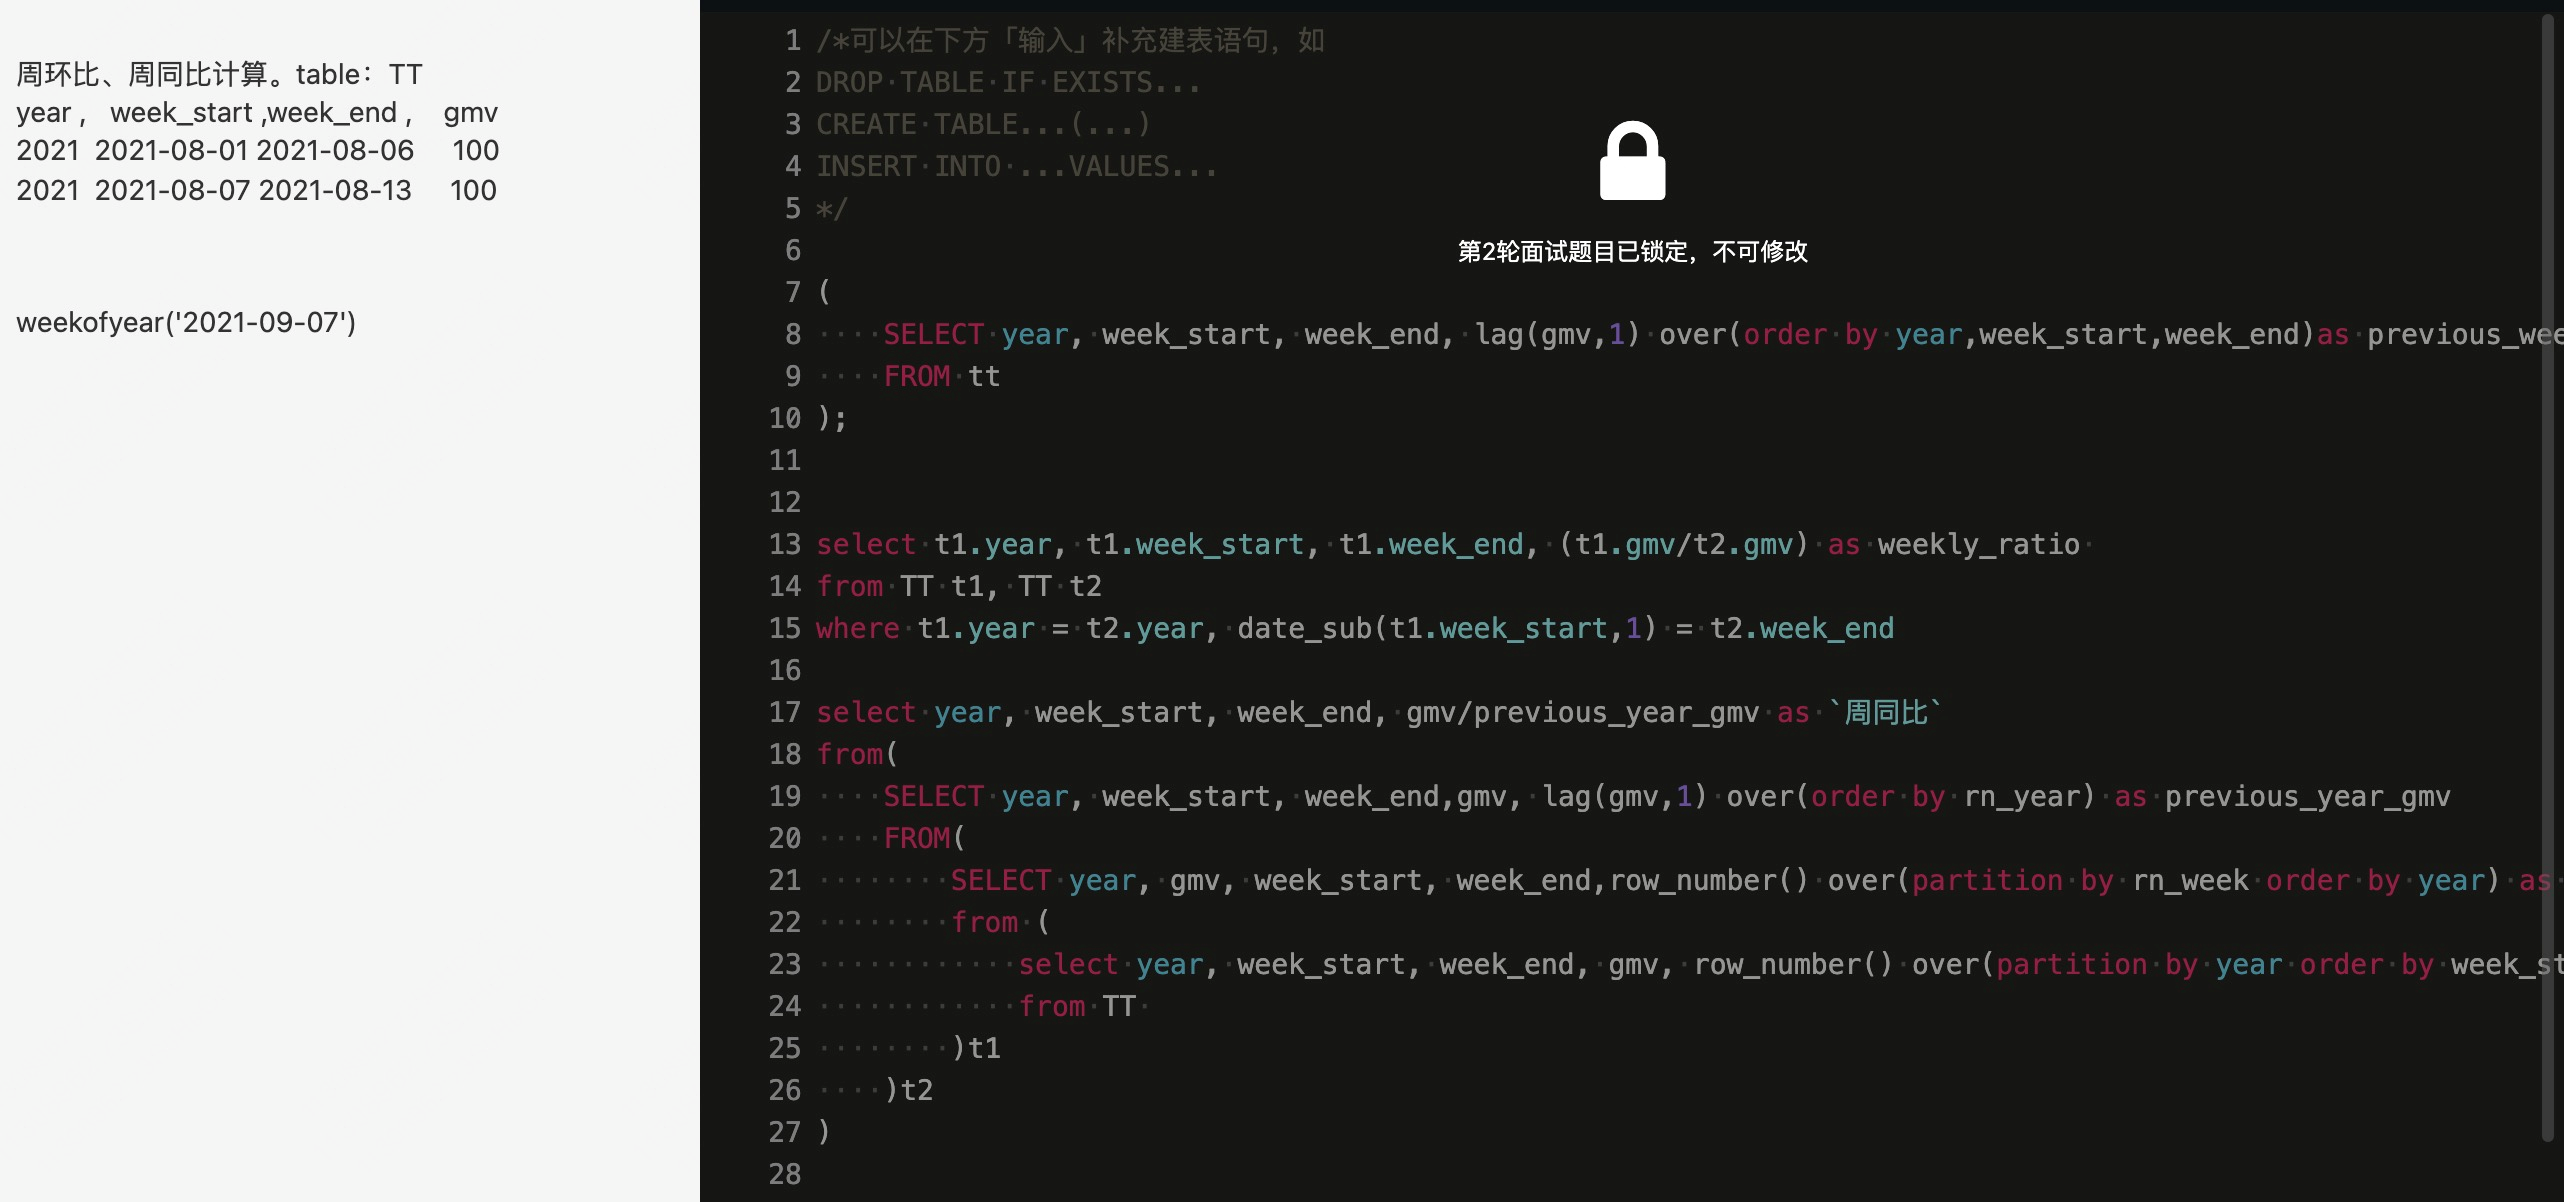 周环比、周同比计算。table：TT
year ,   week_start ,week_end ,    gmv
2021  2021-08-01 2021-08-06     100
2021  2021-08-07 2021-08-13     100
weekofyear('2021-09-07')
1 /*可以在下方「输入」补充建表语句，如
2 DROP TABLE IF EXISTS...
3 CREATE TABLE...(...)
4 INSERT INTO ...VALUES...
5 */
6
第2轮面试题目已锁定，不可修改
7 (
8     SELECT year, week_start, week_end, lag(gmv,1) over(order by year,week_start,week_end)as previous_wee
9     FROM tt
10 );
11
12
13 select t1.year, t1.week_start, t1.week_end, (t1.gmv/t2.gmv) as weekly_ratio
14 from TT t1, TT t2
15 where t1.year = t2.year, date_sub(t1.week_start,1) = t2.week_end
16
17 select year, week_start, week_end, gmv/previous_year_gmv as `周同比`
18 from(
19     SELECT year, week_start, week_end,gmv, lag(gmv,1) over(order by rn_year) as previous_year_gmv
20     FROM(
21         SELECT year, gmv, week_start, week_end,row_number() over(partition by rn_week order by year) as
22         from (
23             select year, week_start, week_end, gmv, row_number() over(partition by year order by week_st
24             from TT
25         )t1
26     )t2
27 )
28